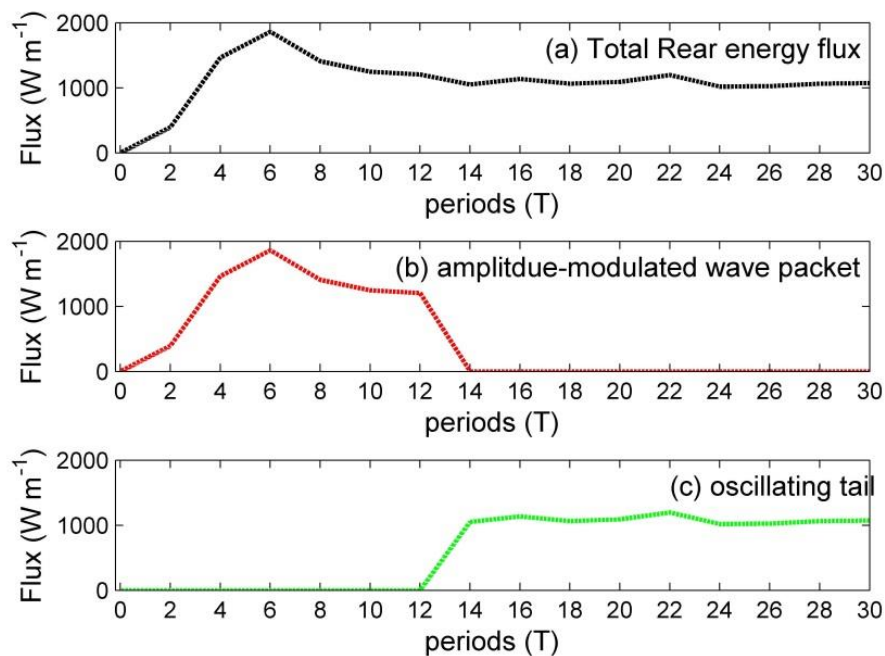 2000
(a) Total Rear energy flux
1000
0
Flux (W m⁻¹)
0 2 4 6 8 10 12 14 16 18 20 22 24 26 28 30
periods (T)
2000
(b) amplitdue-modulated wave packet
1000
0
Flux (W m⁻¹)
0 2 4 6 8 10 12 14 16 18 20 22 24 26 28 30
periods (T)
2000
(c) oscillating tail
1000
0
Flux (W m⁻¹)
0 2 4 6 8 10 12 14 16 18 20 22 24 26 28 30
periods (T)